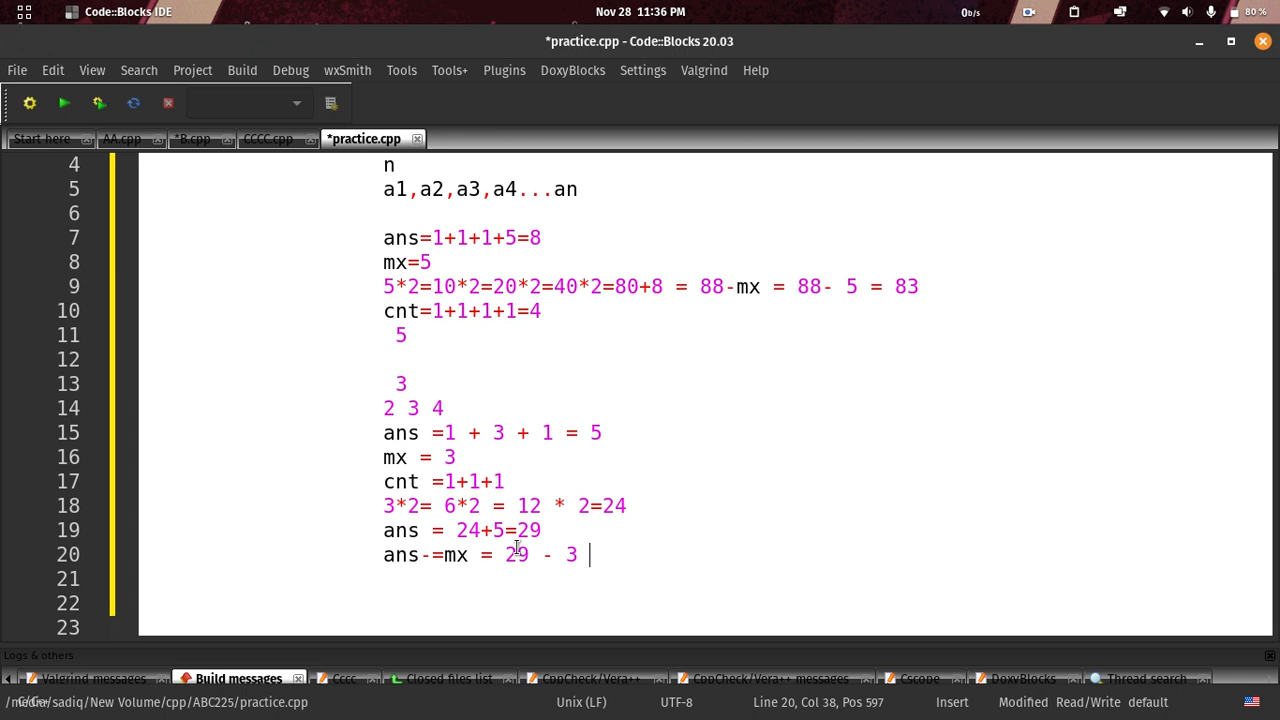 Code::Blocks IDE
Nov 28 11:36 PM
0b/s
80 %
*practice.cpp - Code::Blocks 20.03
File Edit View Search Project Build Debug wxSmith Tools Tools+ Plugins DoxyBlocks Settings Valgrind Help
Start here AA.cpp *B.cpp CCCC.cpp *practice.cpp
4 n
5 a1,a2,a3,a4...an
6
7 ans=1+1+1+5=8
8 mx=5
9 5*2=10*2=20*2=40*2=80+8 = 88-mx = 88- 5 = 83
10 cnt=1+1+1+1=4
11 5
12
13 3
14 2 3 4
15 ans =1 + 3 + 1 = 5
16 mx = 3
17 cnt =1+1+1
18 3*2= 6*2 = 12 * 2=24
19 ans = 24+5=29
20 ans-=mx = 29 - 3
21
22
23
Logs & others
Valgrind messages Build messages Cccc Closed files list CppCheck/Vera++ CppCheck/Vera++ messages Cscope DoxyBlocks Thread search
sadiq/New Volume/cpp/ABC225/practice.cpp Unix (LF) UTF-8 Line 20, Col 38, Pos 597 Insert Modified Read/Write default